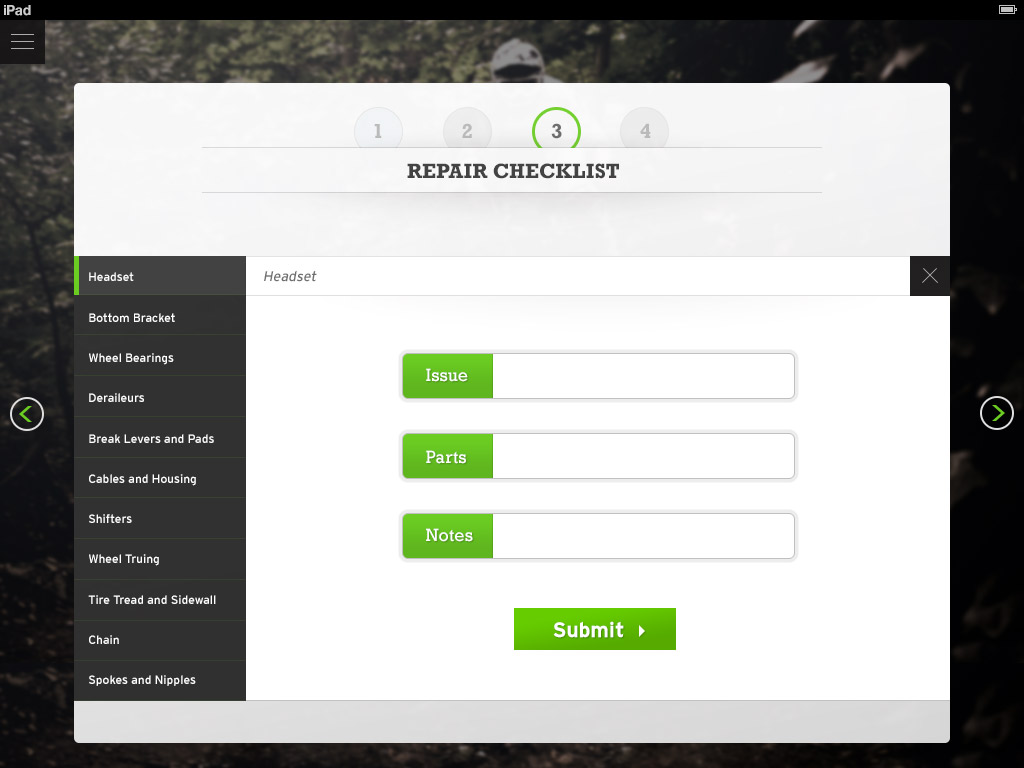 iPad
1 2 3 4
REPAIR CHECKLIST
Headset
Headset
Bottom Bracket
Wheel Bearings
Deraileurs
Break Levers and Pads
Cables and Housing
Shifters
Wheel Truing
Tire Tread and Sidewall
Chain
Spokes and Nipples
Issue
Parts
Notes
Submit